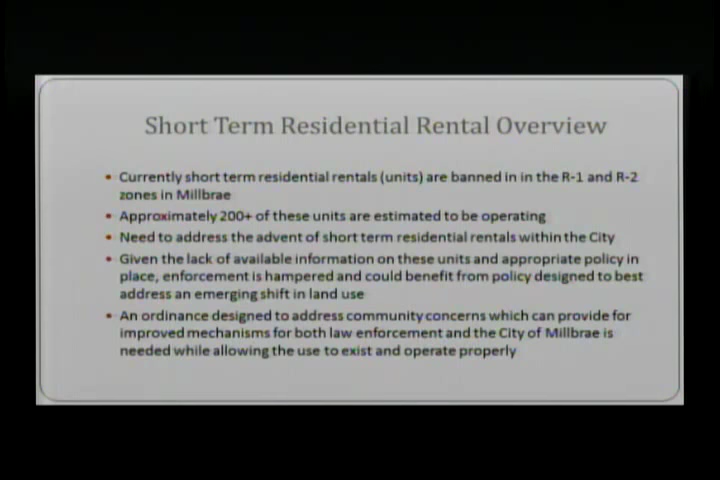 Short Term Residential Rental Overview
• Currently short term residential rentals (units) are banned in in the R-1 and R-2
zones in Millbrae
• Approximately 200+ of these units are estimated to be operating
• Need to address the advent of short term residential rentals within the City
• Given the lack of available information on these units and appropriate policy in
place, enforcement is hampered and could benefit from policy designed to best
address an emerging shift in land use
• An ordinance designed to address community concerns which can provide for
improved mechanisms for both law enforcement and the City of Millbrae is
needed while allowing the use to exist and operate properly